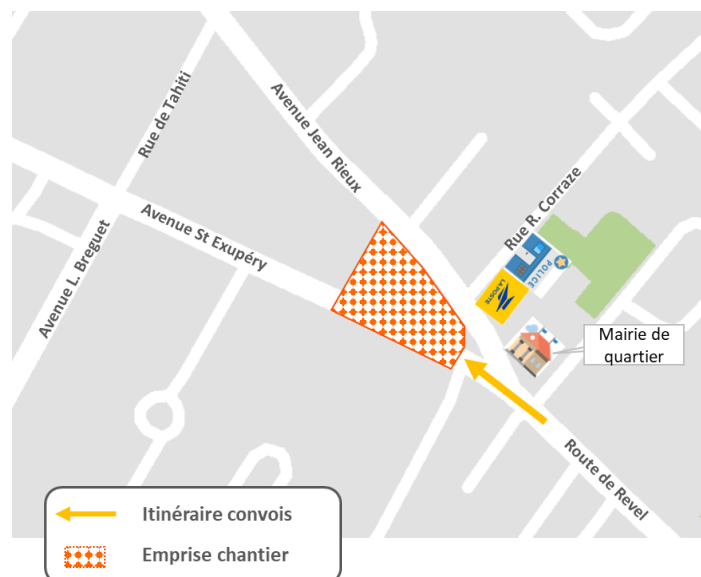 Avenue Jean Rieux
Rue de Tahiti
Avenue St Exupéry
Rue R. Corraze
Avenue L. Breguet
POLICE
LA POSTE
Mairie de
quartier
Route de Revel
Itinéraire convois
Emprise chantier